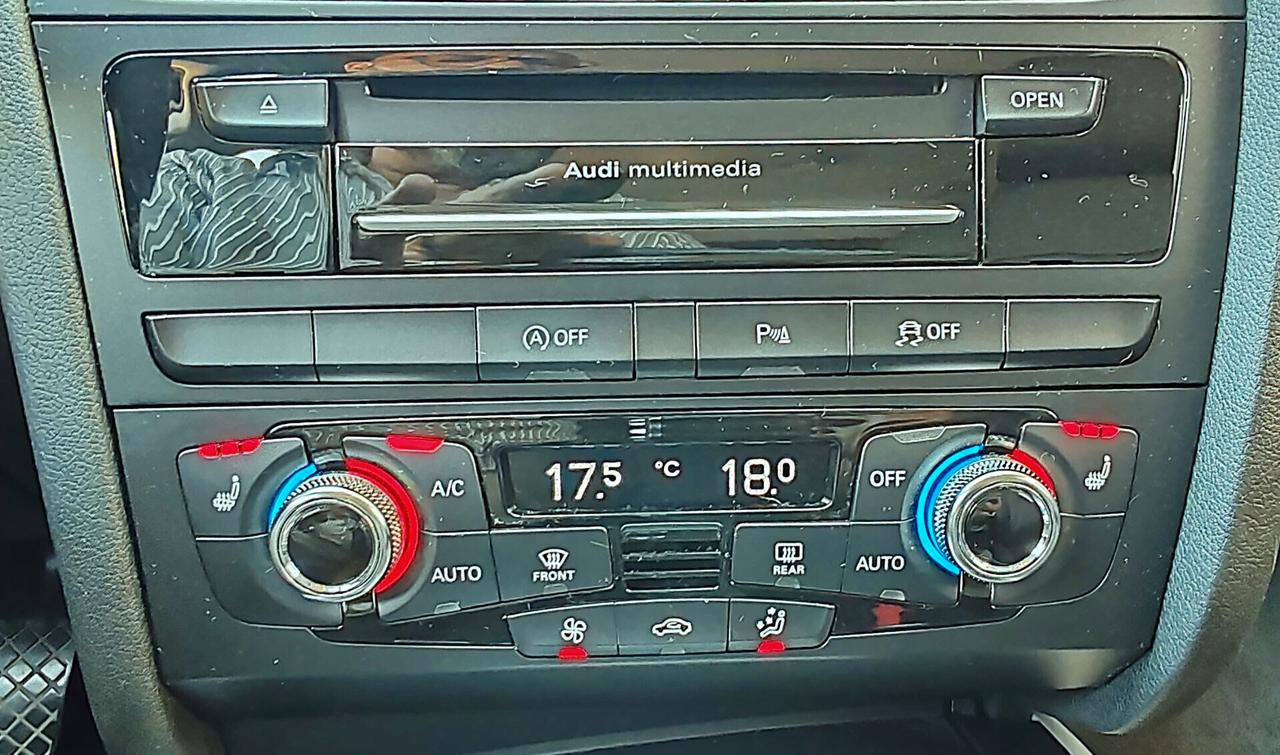 OPEN
Audi multimedia
A OFF
P
OFF
17.5 °C 18.0
A/C
OFF
AUTO
FRONT
REAR
AUTO